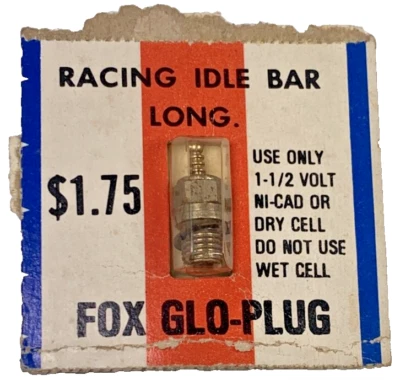 RACING IDLE BAR
LONG.
$1.75
USE ONLY
1-1/2 VOLT
NI-CAD OR
DRY CELL
DO NOT USE
WET CELL
FOX GLO-PLUG